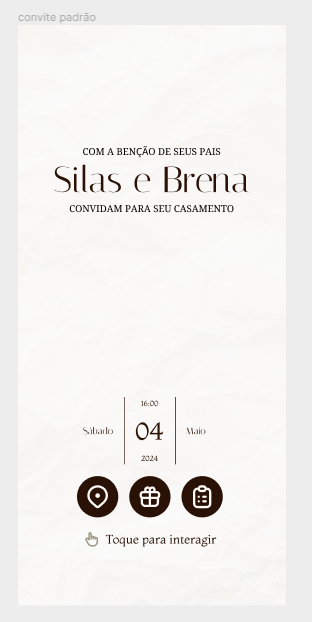 convite padrão
COM A BENÇÃO DE SEUS PAIS
Silas e Brena
CONVIDAM PARA SEU CASAMENTO
16:00
Sábado 04 Maio
2024
Toque para interagir